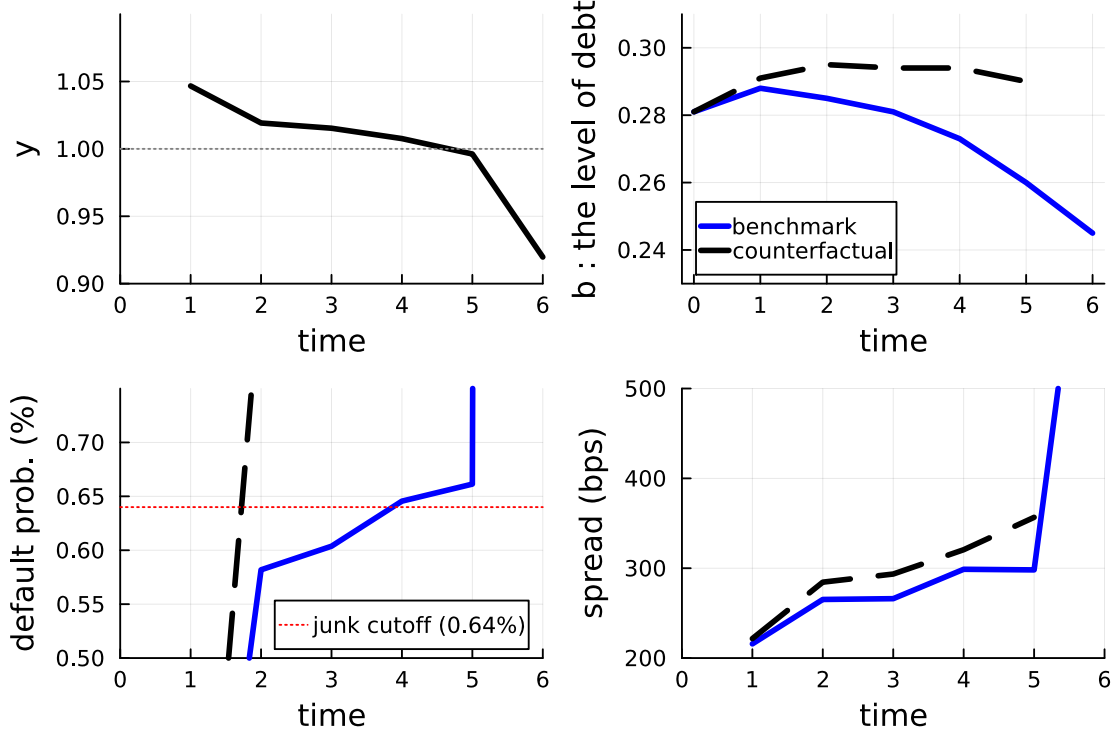 y
1.05
1.00
0.95
0.90
0 1 2 3 4 5 6
time
b : the level of debt
0.30
0.28
0.26
0.24
benchmark
counterfactual
0 1 2 3 4 5 6
time
default prob. (%)
0.70
0.65
0.60
0.55
0.50
junk cutoff (0.64%)
0 1 2 3 4 5 6
time
spread (bps)
500
400
300
200
0 1 2 3 4 5 6
time